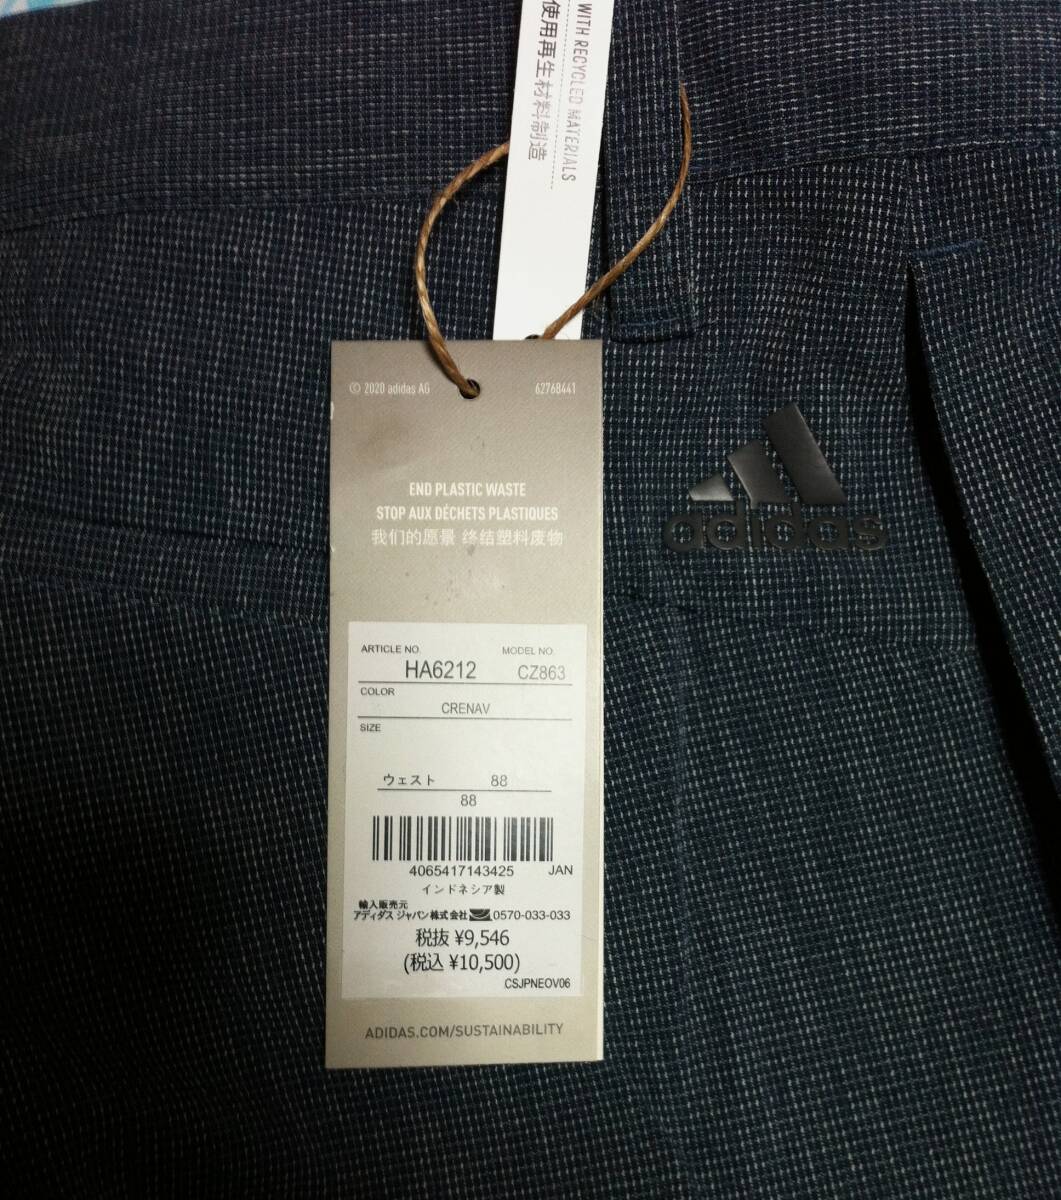 WITH RECYCLED MATERIALS
使用再生材料制造
© 2020 adidas AG
62768441
END PLASTIC WASTE
STOP AUX DÉCHETS PLASTIQUES
我们的愿景 终结塑料废物
adidas
ARTICLE NO. MODEL NO.
HA6212 CZ863
COLOR
CRENAV
SIZE
ウェスト 88
88
4065417143425 JAN
インドネシア製
輸入販売元
アディダス ジャパン株式会社 0570-033-033
税抜 ¥9,546
(税込 ¥10,500)
CSJPNEOV06
ADIDAS.COM/SUSTAINABILITY